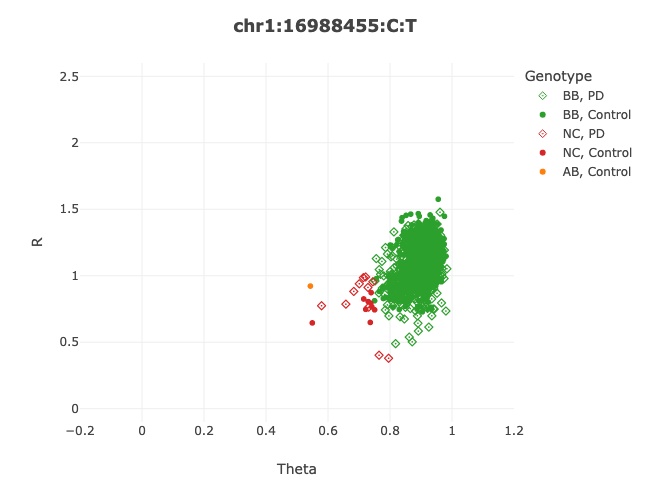 chr1:16988455:C:T
2.5
2
1.5
1
0.5
0
R
−0.2
0
0.2
0.4
0.6
0.8
1
1.2
Theta
Genotype
BB, PD
BB, Control
NC, PD
NC, Control
AB, Control